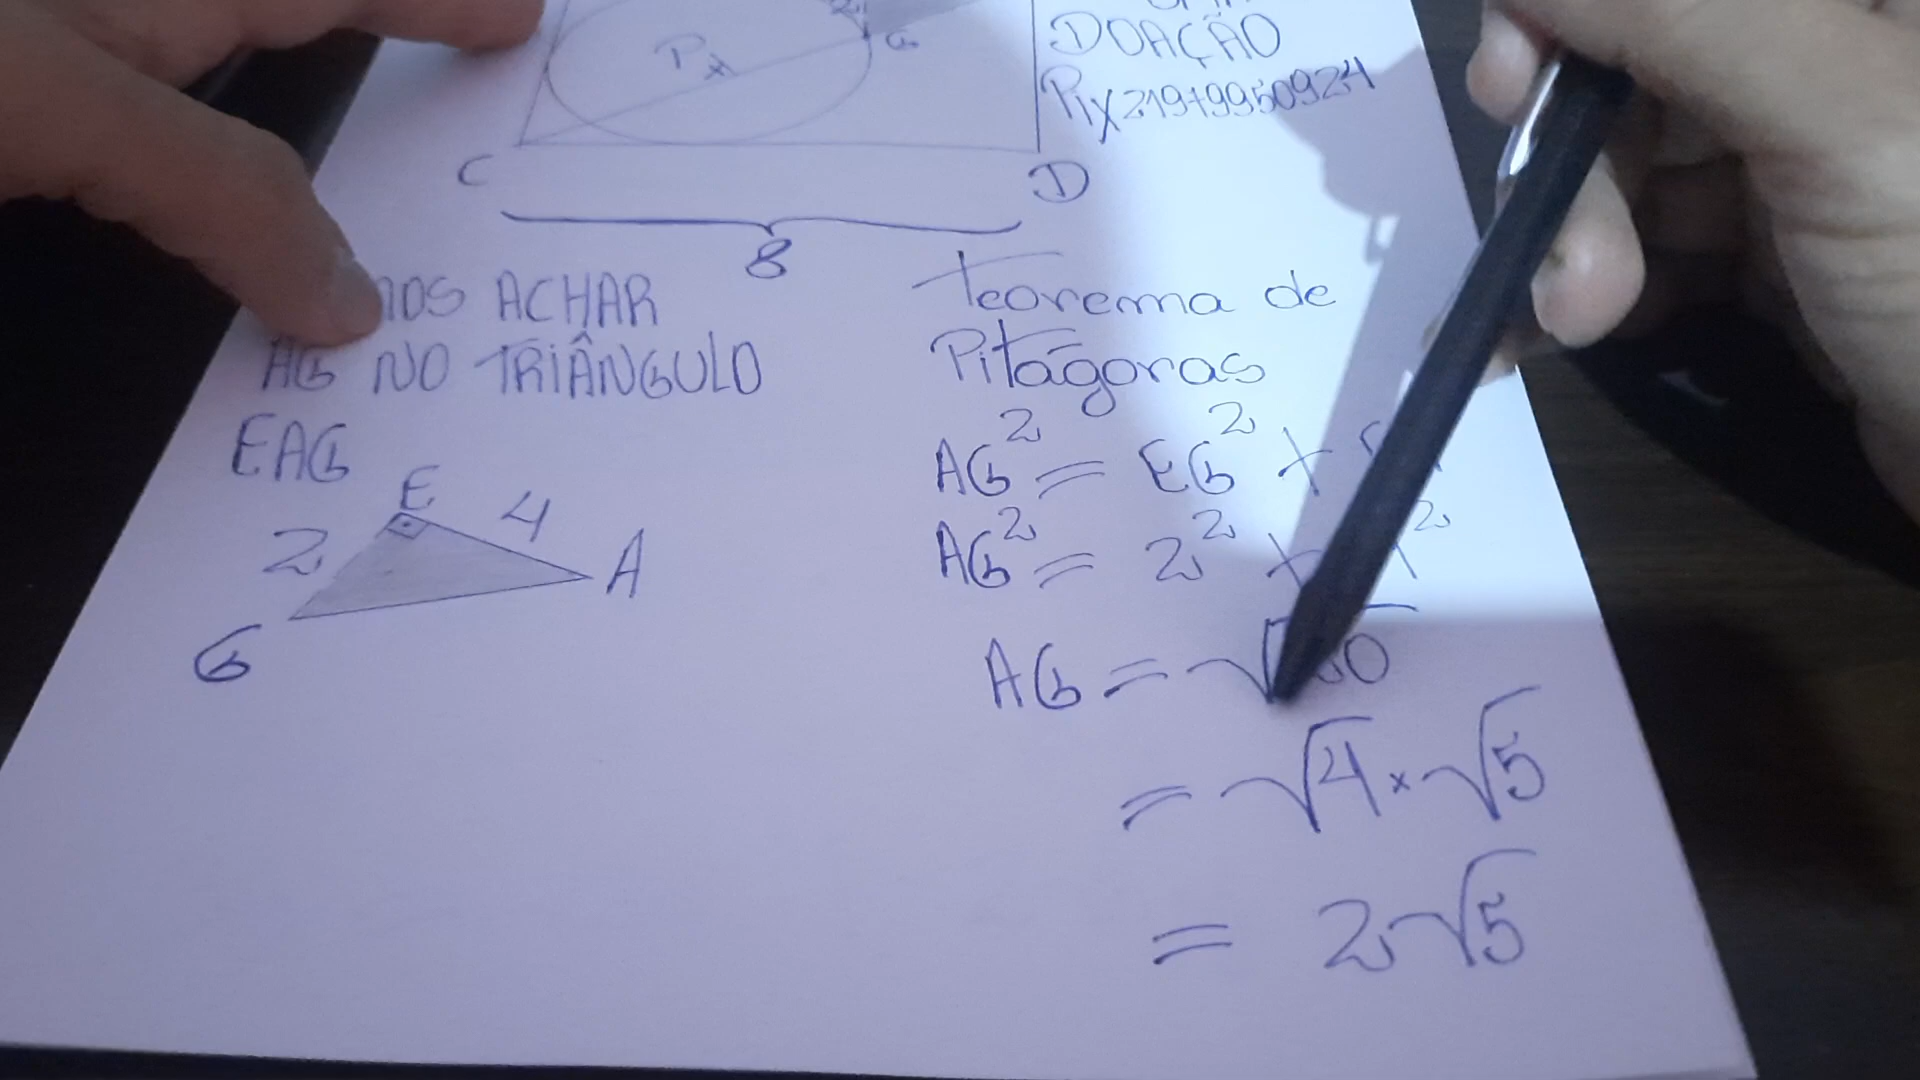 DOAÇÃO
Pix 21979950924
P
G
C
D
8
ACHAR
AG NO TRIÂNGULO
EAG
E
4
2
A
G
Teorema de
Pitágoras
AG² = EG² +
AG² = 2² +
AG = √
= √4 × √5
= 2√5